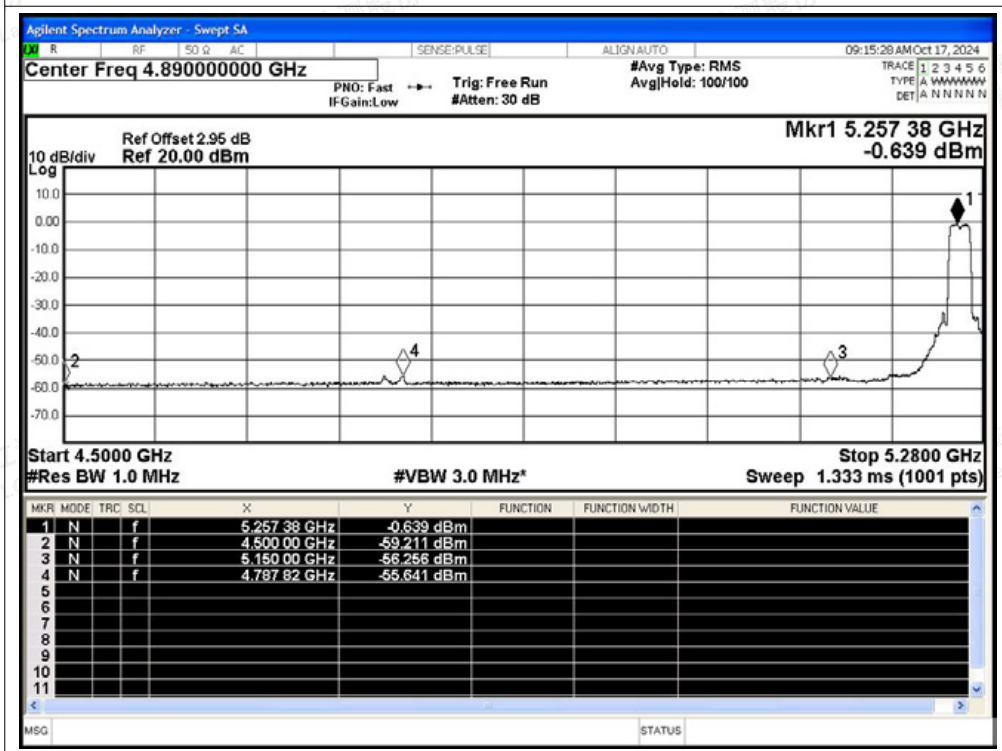 Agilent Spectrum Analyzer - Swept SA
LXI R RF 50 Ω AC SENSE:PULSE ALIGN AUTO 09:15:28 AM Oct 17, 2024
Center Freq 4.890000000 GHz #Avg Type: RMS TRACE 1 2 3 4 5 6
PNO: Fast Trig: Free Run Avg|Hold: 100/100 TYPE A WWWWW
IFGain:Low #Atten: 30 dB DET A N N N N N
Mkr1 5.257 38 GHz
Ref Offset 2.95 dB
10 dB/div Ref 20.00 dBm -0.639 dBm
Log
1
10.0
0.00
-10.0
-20.0
-30.0
-40.0
4 3
-50.0 2
-60.0
-70.0
Start 4.5000 GHz Stop 5.2800 GHz
#Res BW 1.0 MHz #VBW 3.0 MHz* Sweep 1.333 ms (1001 pts)
MKR MODE TRC SCL X Y FUNCTION FUNCTION WIDTH FUNCTION VALUE
1 N f 5.257 38 GHz -0.639 dBm
2 N f 4.500 00 GHz -59.211 dBm
3 N f 5.150 00 GHz -56.256 dBm
4 N f 4.787 82 GHz -55.641 dBm
5
6
7
8
9
10
11
MSG STATUS